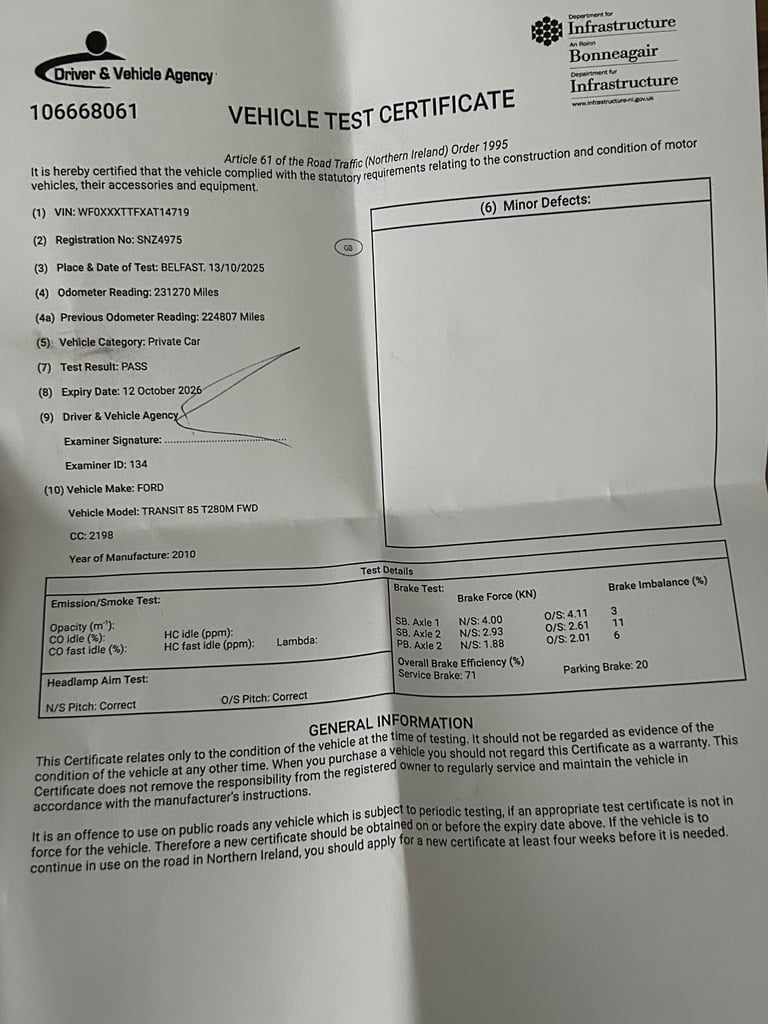 Driver & Vehicle Agency
Department for
Infrastructure
An Roinn
Bonneagair
Depairtment fur
Infrastructure
www.infrastructure-ni.gov.uk
106668061
VEHICLE TEST CERTIFICATE
Article 61 of the Road Traffic (Northern Ireland) Order 1995
It is hereby certified that the vehicle complied with the statutory requirements relating to the construction and condition of motor
vehicles, their accessories and equipment.
(1) VIN: WF0XXXTTFXAT14719
(2) Registration No: SNZ4975
GB
(3) Place & Date of Test: BELFAST. 13/10/2025
(4) Odometer Reading: 231270 Miles
(4a) Previous Odometer Reading: 224807 Miles
(5) Vehicle Category: Private Car
(7) Test Result: PASS
(8) Expiry Date: 12 October 2026
(9) Driver & Vehicle Agency
Examiner Signature: ..........................................
Examiner ID: 134
(10) Vehicle Make: FORD
Vehicle Model: TRANSIT 85 T280M FWD
CC: 2198
Year of Manufacture: 2010
(6) Minor Defects:
Test Details
Emission/Smoke Test:
Opacity (m⁻¹):
CO idle (%): HC idle (ppm):
CO fast idle (%): HC fast idle (ppm): Lambda:
Headlamp Aim Test:
N/S Pitch: Correct O/S Pitch: Correct
Brake Test: Brake Force (KN) Brake Imbalance (%)
SB. Axle 1 N/S: 4.00 O/S: 4.11 3
SB. Axle 2 N/S: 2.93 O/S: 2.61 11
PB. Axle 2 N/S: 1.88 O/S: 2.01 6
Overall Brake Efficiency (%)
Service Brake: 71 Parking Brake: 20
GENERAL INFORMATION
This Certificate relates only to the condition of the vehicle at the time of testing. It should not be regarded as evidence of the
condition of the vehicle at any other time. When you purchase a vehicle you should not regard this Certificate as a warranty. This
Certificate does not remove the responsibility from the registered owner to regularly service and maintain the vehicle in
accordance with the manufacturer's instructions.
It is an offence to use on public roads any vehicle which is subject to periodic testing, if an appropriate test certificate is not in
force for the vehicle. Therefore a new certificate should be obtained on or before the expiry date above. If the vehicle is to
continue in use on the road in Northern Ireland, you should apply for a new certificate at least four weeks before it is needed.